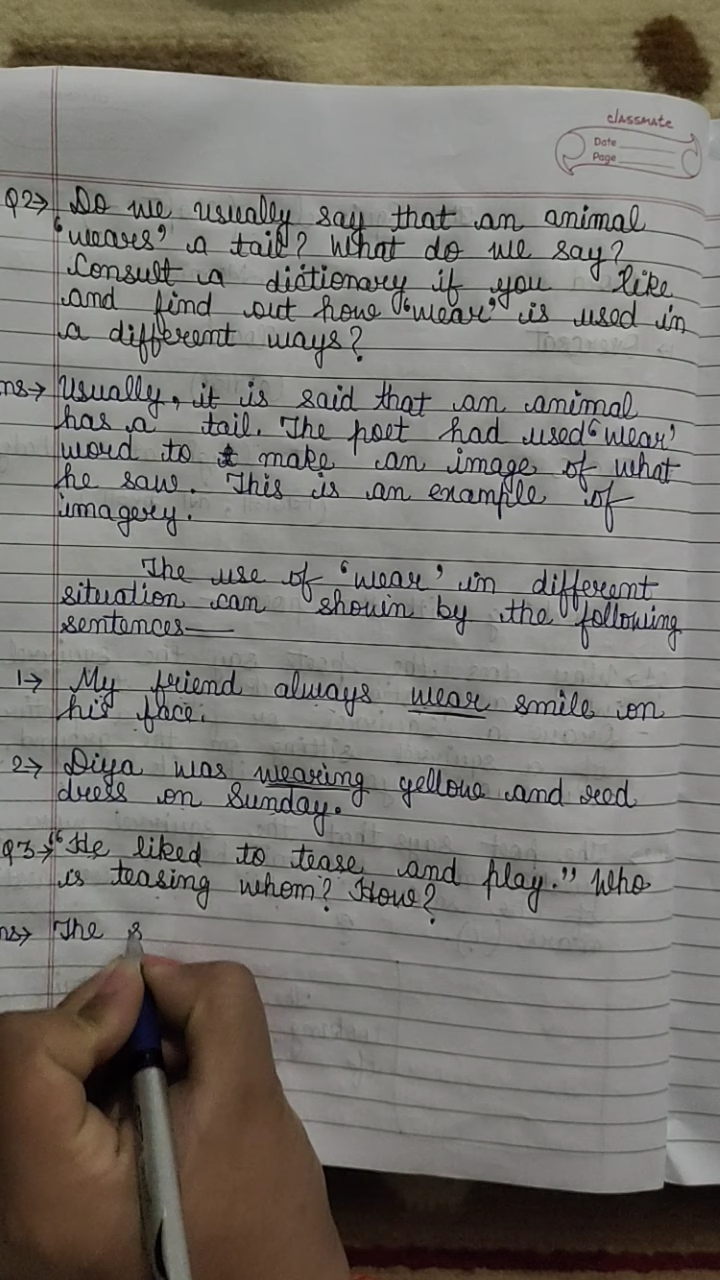 classmate
Date
Page
Q2→ Do we usually say that an animal
'wears' a tail? What do we say?
Consult a dictionary if you like
and find out how 'wear' is used in
a different ways?
ns→ Usually, it is said that an animal
has a tail. The poet had used 'wear'
word to make an image of what
he saw. This is an example of
imagery.
The use of 'wear' in different
situation can showin by the following
sentences—
1→ My friend always wear smile on
his face.
2→ Diya was wearing yellow and red
dress on Sunday.
Q3→ "He liked to tease and play." Who
is teasing whom? How?
ns→ The s